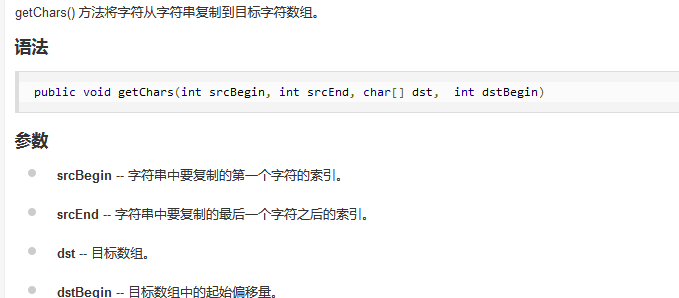 getChars() 方法将字符从字符串复制到目标字符数组。
语法
public void getChars(int srcBegin, int srcEnd, char[] dst,  int dstBegin)
参数
srcBegin -- 字符串中要复制的第一个字符的索引。
srcEnd -- 字符串中要复制的最后一个字符之后的索引。
dst -- 目标数组。
dstBegin -- 目标数组中的起始偏移量。